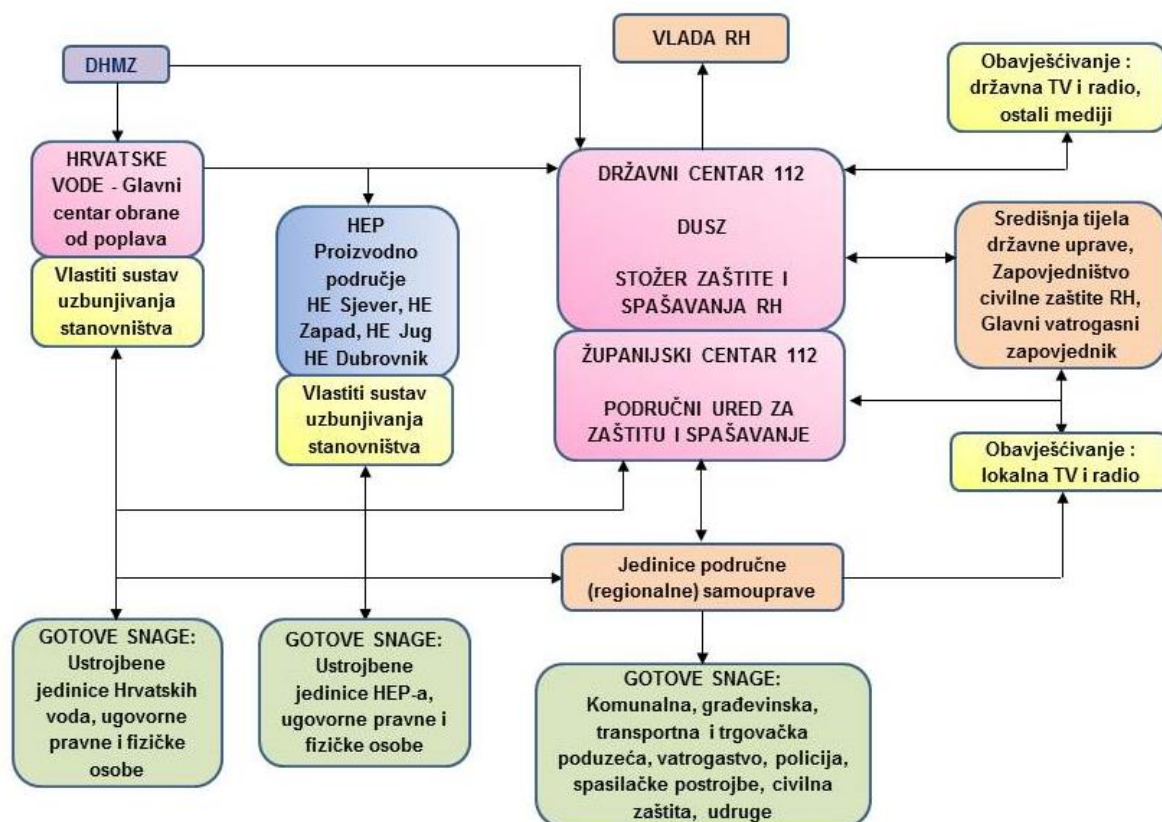 VLADA RH
DHMZ
Obavješćivanje :
državna TV i radio,
ostali mediji
HRVATSKE
VODE - Glavni
centar obrane
od poplava
Vlastiti sustav
uzbunjivanja
stanovništva
HEP
Proizvodno
područje
HE Sjever, HE
Zapad, HE Jug
HE Dubrovnik
Vlastiti sustav
uzbunjivanja
stanovništva
DRŽAVNI CENTAR 112
DUSZ
STOŽER ZAŠTITE I
SPAŠAVANJA RH
ŽUPANIJSKI CENTAR 112
PODRUČNI URED ZA
ZAŠTITU I SPAŠAVANJE
Središnja tijela
državne uprave,
Zapovjedništvo
civilne zaštite RH,
Glavni vatrogasni
zapovjednik
Obavješćivanje :
lokalna TV i radio
Jedinice područne
(regionalne) samouprave
GOTOVE SNAGE:
Ustrojbene
jedinice Hrvatskih
voda, ugovorne
pravne i fizičke
osobe
GOTOVE SNAGE:
Ustrojbene
jedinice HEP-a,
ugovorne pravne i
fizičke osobe
GOTOVE SNAGE:
Komunalna, građevinska,
transportna i trgovačka
poduzeća, vatrogastvo, policija,
spasilačke postrojbe, civilna
zaštita, udruge